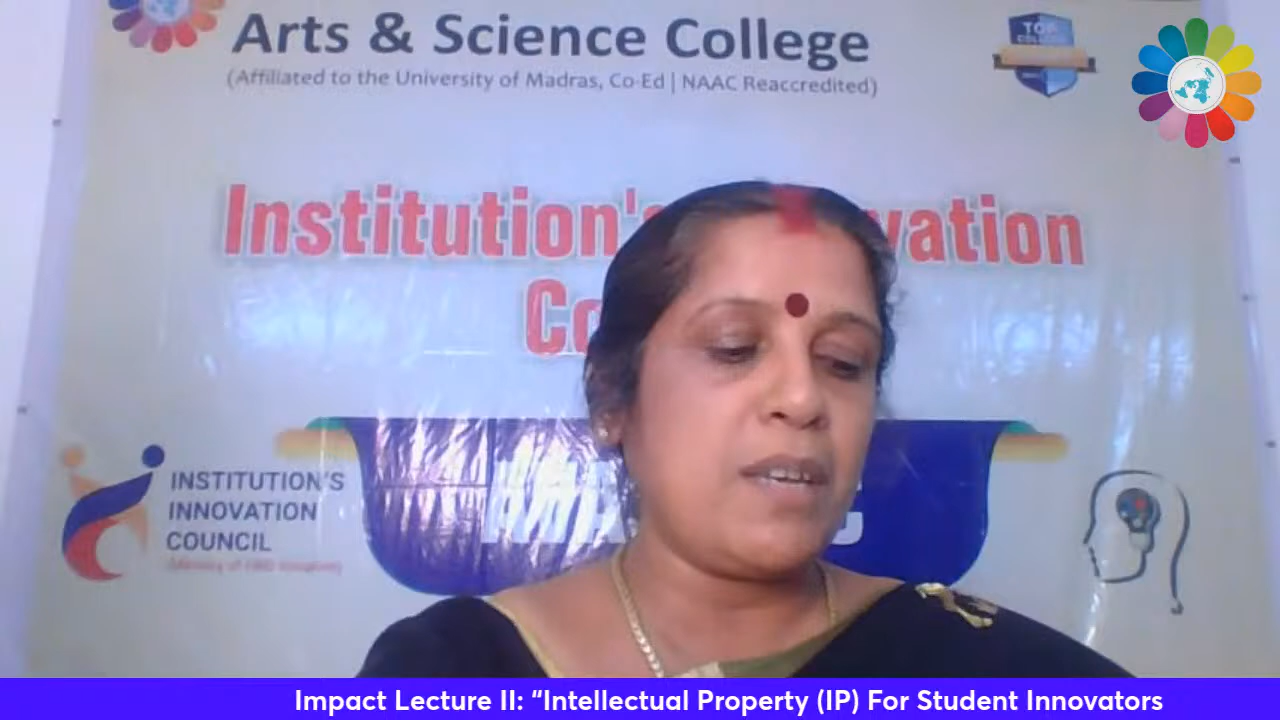 Arts & Science College
(Affiliated to the University of Madras, Co-Ed | NAAC Reaccredited)
TOP
Institution's vation
Co
INSTITUTION'S
INNOVATION
COUNCIL
Impact Lecture II: “Intellectual Property (IP) For Student Innovators